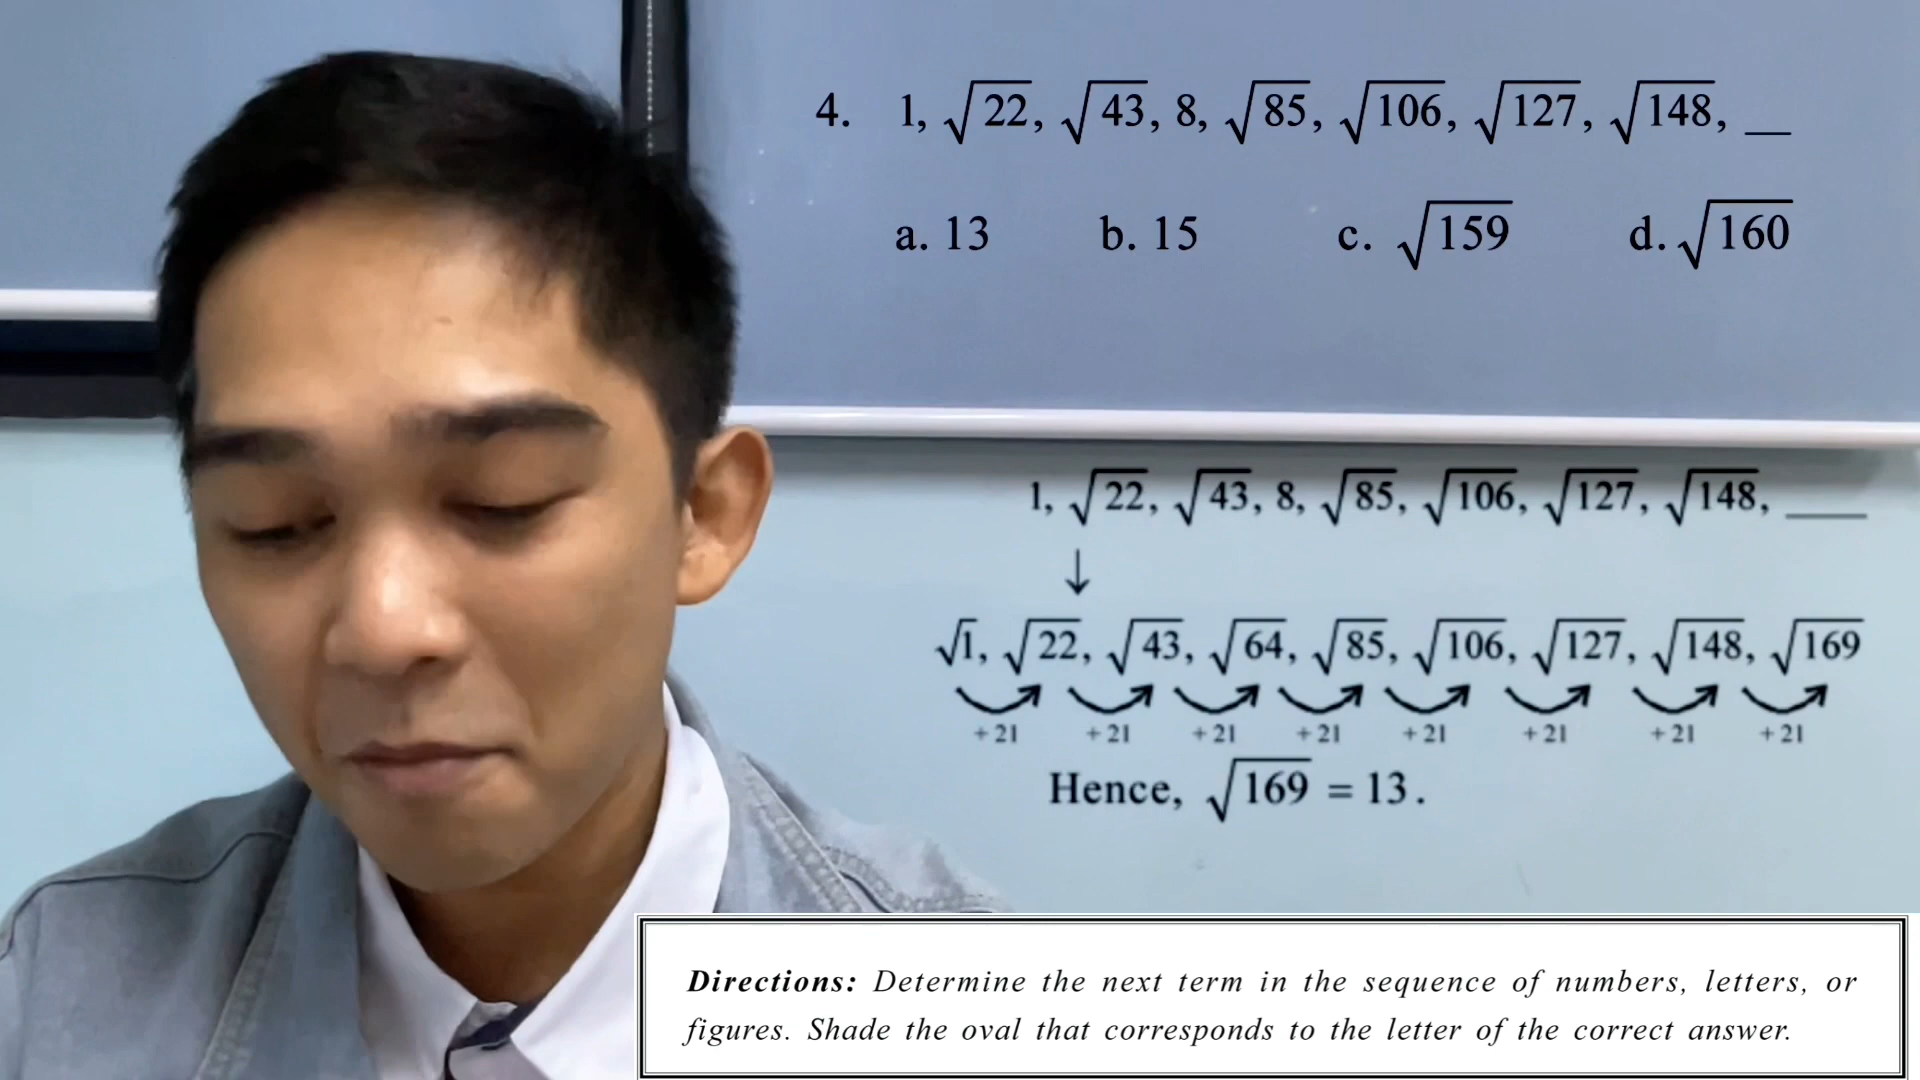 4. 1, √22, √43, 8, √85, √106, √127, √148, __
a. 13 b. 15 c. √159 d. √160
1, √22, √43, 8, √85, √106, √127, √148, ___
↓
√1, √22, √43, √64, √85, √106, √127, √148, √169
+21 +21 +21 +21 +21 +21 +21 +21
Hence, √169 = 13.
Directions: Determine the next term in the sequence of numbers, letters, or
figures. Shade the oval that corresponds to the letter of the correct answer.